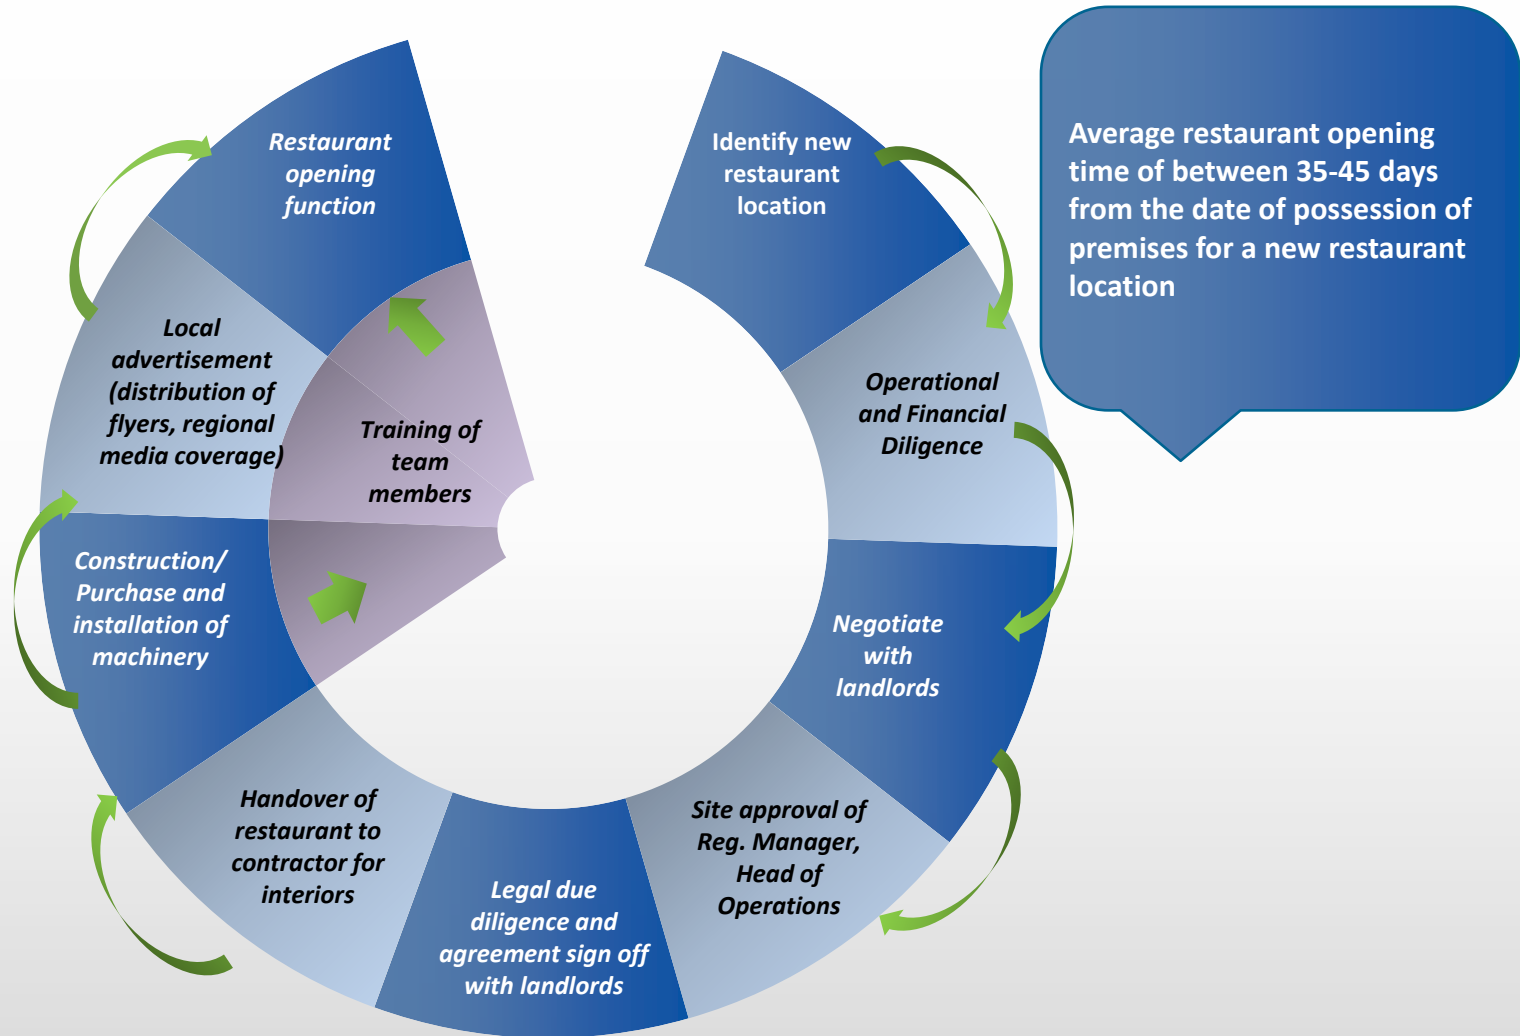 Identify new
restaurant
location
Operational
and Financial
Diligence
Negotiate
with
landlords
Site approval of
Reg. Manager,
Head of
Operations
Legal due
diligence and
agreement sign off
with landlords
Handover of
restaurant to
contractor for
interiors
Construction/
Purchase and
installation of
machinery
Local
advertisement
(distribution of
flyers, regional
media coverage)
Training of
team
members
Restaurant
opening
function
Average restaurant opening
time of between 35-45 days
from the date of possession of
premises for a new restaurant
location